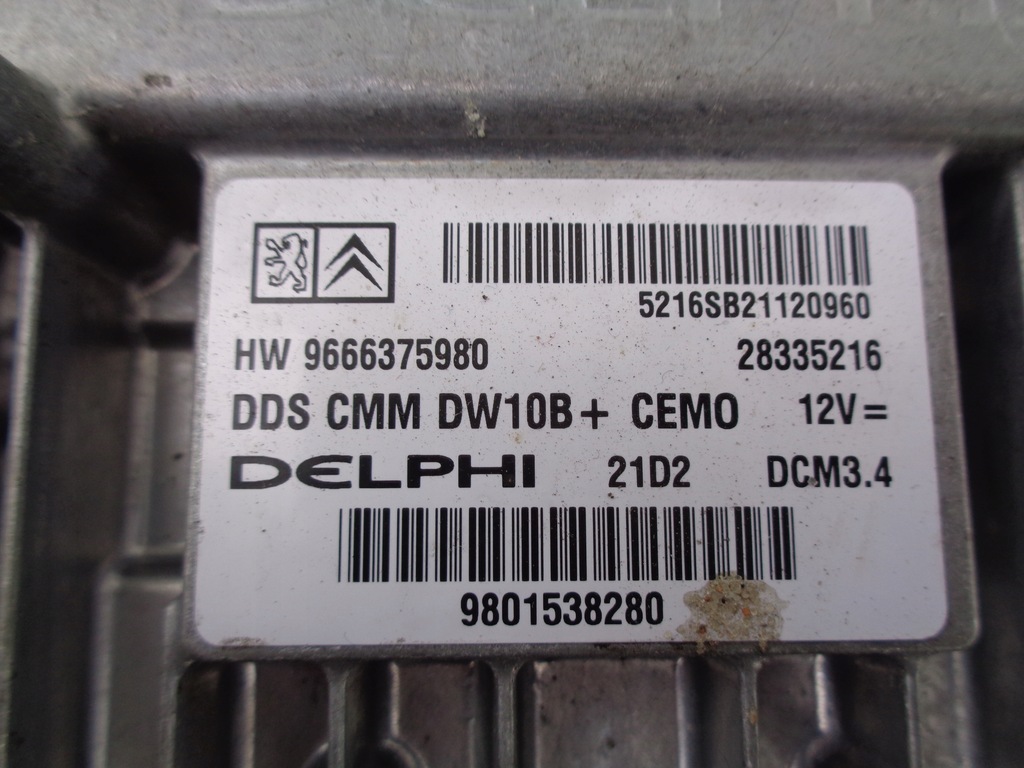 5216SB21120960
HW 9666375980 28335216
DDS CMM DW10B+ CEMO 12V=
DELPHI 21D2 DCM3.4
9801538280